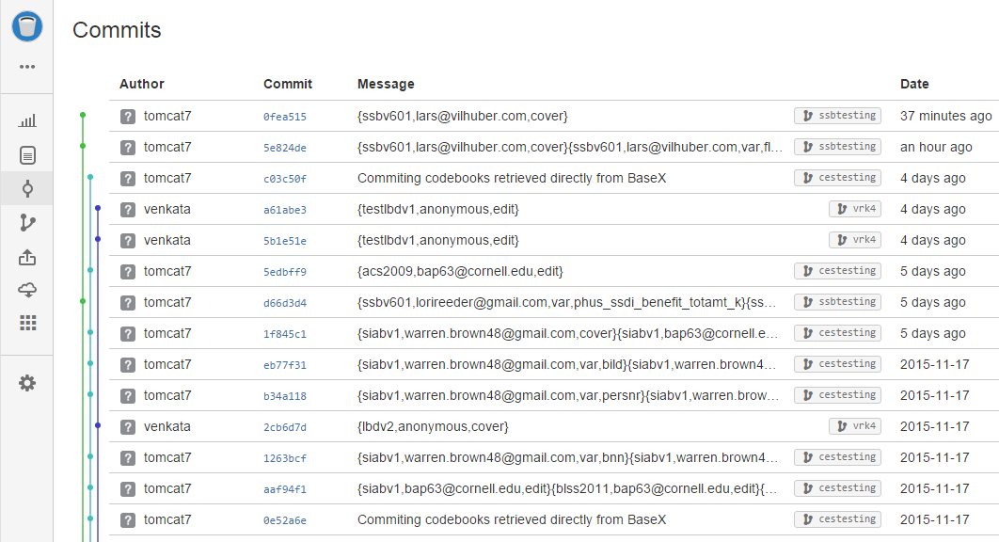 Commits
Author Commit Message Date
tomcat7 0fea515 {ssbv601,lars@vilhuber.com,cover} ssbtesting 37 minutes ago
tomcat7 5e824de {ssbv601,lars@vilhuber.com,cover}{ssbv601,lars@vilhuber.com,var,fl… ssbtesting an hour ago
tomcat7 c03c50f Commiting codebooks retrieved directly from BaseX cestesting 4 days ago
venkata a61abe3 {testlbdv1,anonymous,edit} vrk4 4 days ago
venkata 5b1e51e {testlbdv1,anonymous,edit} vrk4 4 days ago
tomcat7 5edbff9 {acs2009,bap63@cornell.edu,edit} cestesting 5 days ago
tomcat7 d66d3d4 {ssbv601,lorireeder@gmail.com,var,phus_ssdi_benefit_totamt_k}{ss… ssbtesting 5 days ago
tomcat7 1f845c1 {siabv1,warren.brown48@gmail.com,cover}{siabv1,bap63@cornell.e… cestesting 5 days ago
tomcat7 eb77f31 {siabv1,warren.brown48@gmail.com,var,bild}{siabv1,warren.brown4… cestesting 2015-11-17
tomcat7 b34a118 {siabv1,warren.brown48@gmail.com,var,persnr}{siabv1,warren.brow… cestesting 2015-11-17
venkata 2cb6d7d {lbdv2,anonymous,cover} vrk4 2015-11-17
tomcat7 1263bcf {siabv1,warren.brown48@gmail.com,var,bnn}{siabv1,warren.brown4… cestesting 2015-11-17
tomcat7 aaf94f1 {siabv1,bap63@cornell.edu,edit}{blss2011,bap63@cornell.edu,edit}{… cestesting 2015-11-17
tomcat7 0e52a6e Commiting codebooks retrieved directly from BaseX cestesting 2015-11-17